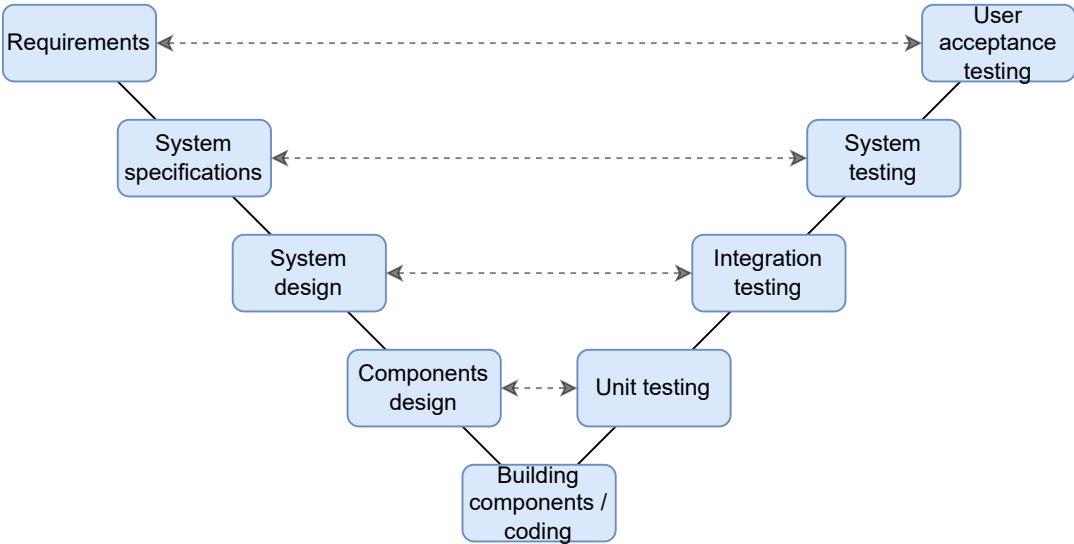 Requirements
User
acceptance
testing
System
specifications
System
testing
System
design
Integration
testing
Components
design
Unit testing
Building
components /
coding